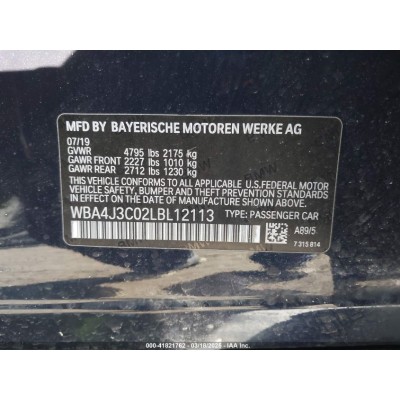 MFD BY BAYERISCHE MOTOREN WERKE AG
07/19
GVWR 4795 lbs 2175 kg
GAWR FRONT 2227 lbs 1010 kg
GAWR REAR 2712 lbs 1230 kg
THIS VEHICLE CONFORMS TO ALL APPLICABLE
U.S. FEDERAL MOTOR VEHICLE SAFETY, BUMPER,
AND THEFT PREVENTION STANDARDS IN EFFECT
ON THE DATE OF MANUFACTURE SHOWN ABOVE.
WBA4J3C02LBL12113 TYPE: PASSENGER CAR
A89/5
7 315 814
000-41821762 - 03/18/2025 - IAA Inc.